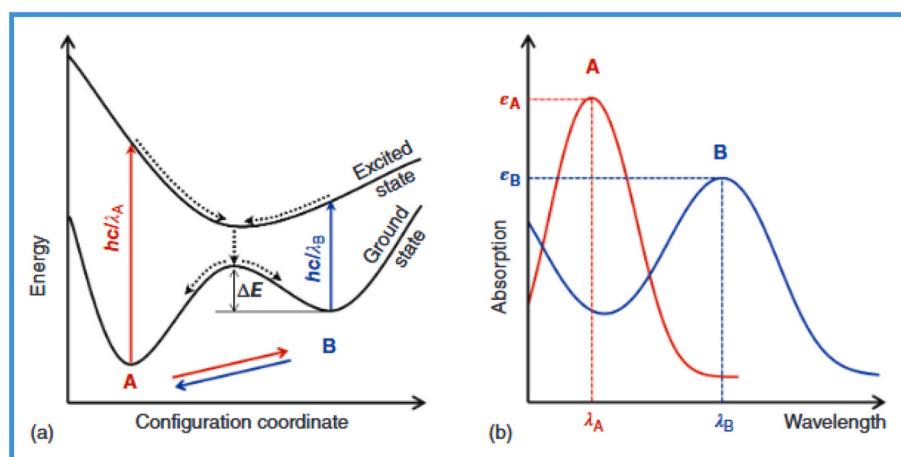 Energy
hc/λA
A
ΔE
B
hc/λB
Excited
state
Ground
state
(a)
Configuration coordinate
Absorption
εA
εB
A
B
(b)
λA
λB
Wavelength